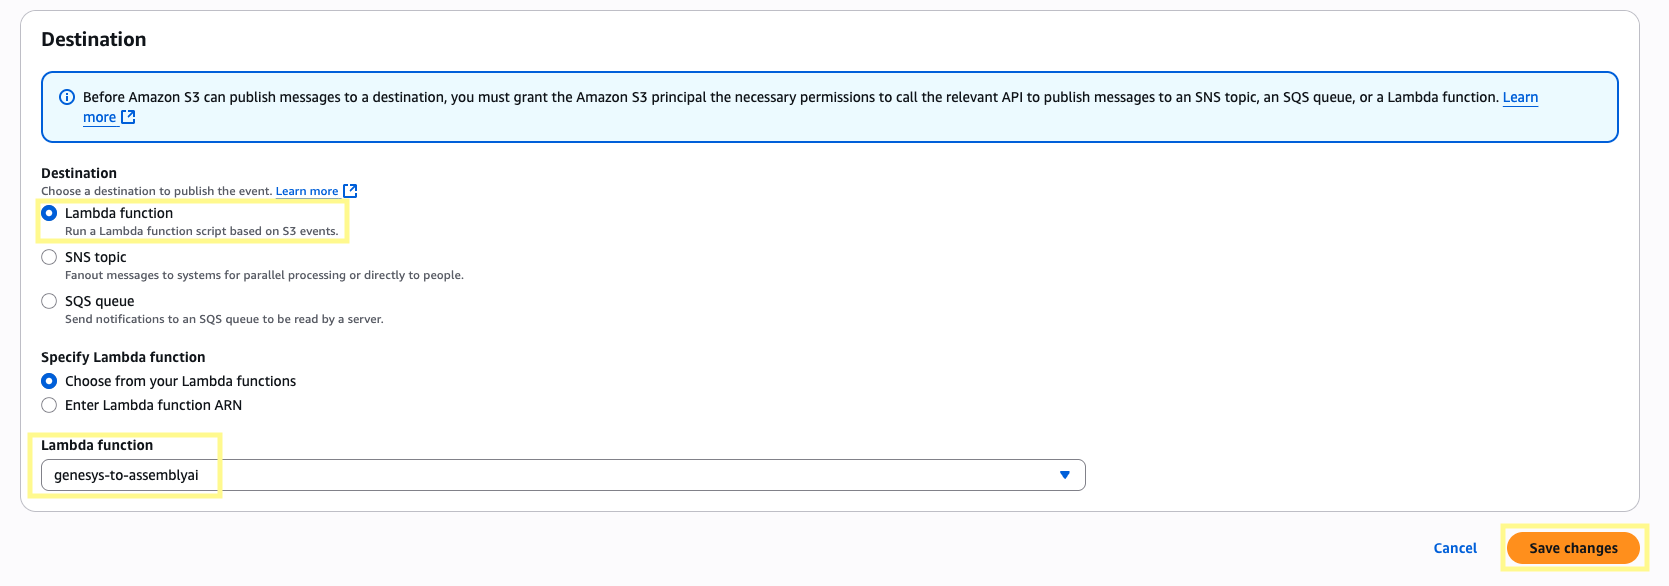 Destination
Before Amazon S3 can publish messages to a destination, you must grant the Amazon S3 principal the necessary permissions to call the relevant API to publish messages to an SNS topic, an SQS queue, or a Lambda function. Learn
more
Destination
Choose a destination to publish the event. Learn more
Lambda function
Run a Lambda function script based on S3 events.
SNS topic
Fanout messages to systems for parallel processing or directly to people.
SQS queue
Send notifications to an SQS queue to be read by a server.
Specify Lambda function
Choose from your Lambda functions
Enter Lambda function ARN
Lambda function
genesys-to-assemblyai
Cancel Save changes